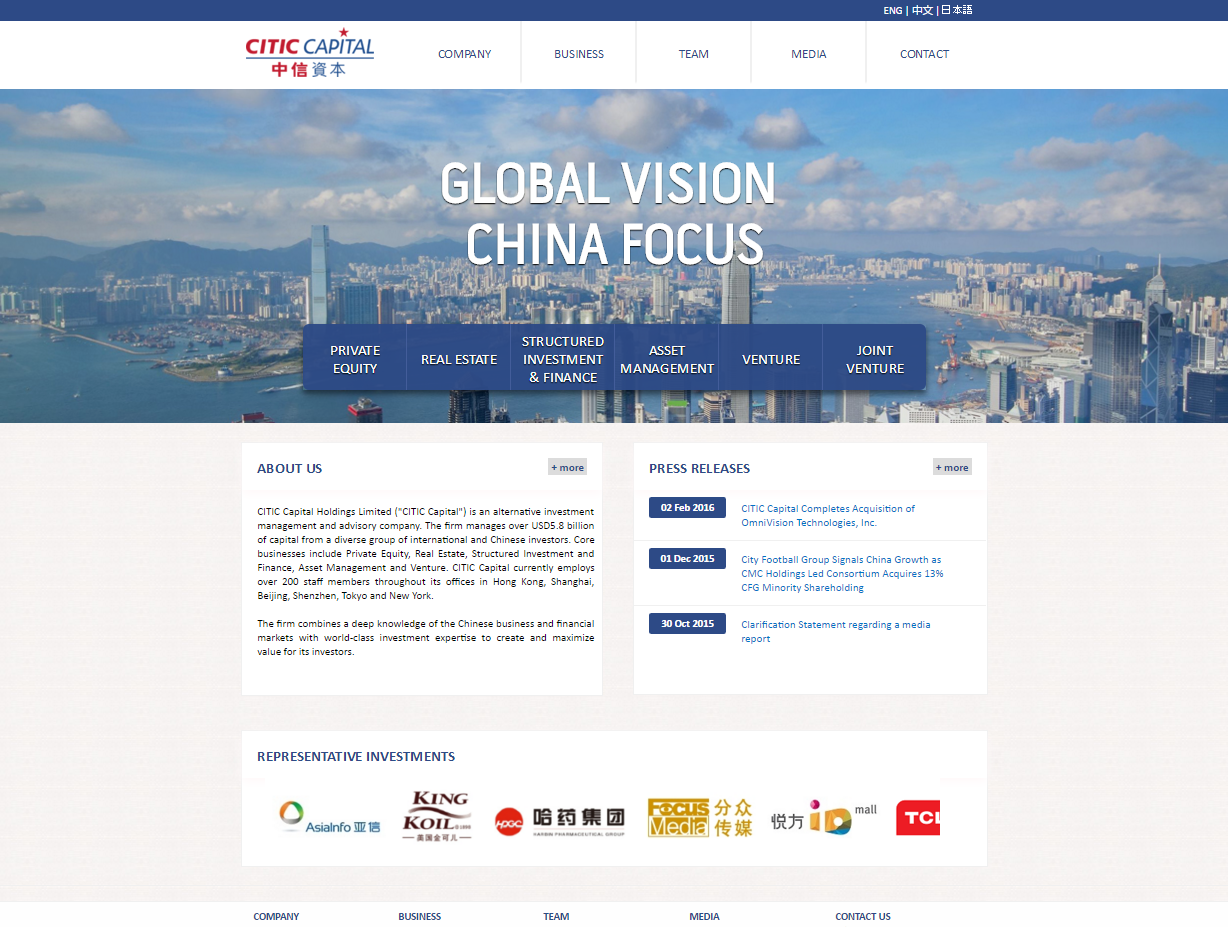 ENG | 中文 | 日本語
CITIC CAPITAL
中信資本
COMPANY
BUSINESS
TEAM
MEDIA
CONTACT
GLOBAL VISION
CHINA FOCUS
PRIVATE
EQUITY
REAL ESTATE
STRUCTURED
INVESTMENT
& FINANCE
ASSET
MANAGEMENT
VENTURE
JOINT
VENTURE
ABOUT US
+ more
CITIC Capital Holdings Limited ("CITIC Capital") is an alternative investment
management and advisory company. The firm manages over USD5.8 billion
of capital from a diverse group of international and Chinese investors. Core
businesses include Private Equity, Real Estate, Structured Investment and
Finance, Asset Management and Venture. CITIC Capital currently employs
over 200 staff members throughout its offices in Hong Kong, Shanghai,
Beijing, Shenzhen, Tokyo and New York.
The firm combines a deep knowledge of the Chinese business and financial
markets with world-class investment expertise to create and maximize
value for its investors.
PRESS RELEASES
+ more
02 Feb 2016
CITIC Capital Completes Acquisition of
OmniVision Technologies, Inc.
01 Dec 2015
City Football Group Signals China Growth as
CMC Holdings Led Consortium Acquires 13%
CFG Minority Shareholding
30 Oct 2015
Clarification Statement regarding a media
report
REPRESENTATIVE INVESTMENTS
AsiaInfo 亚信
KING
KOIL
美国金可儿
HPGC
哈药集团
HARBIN PHARMACEUTICAL GROUP
FOCUS
Media
分众
传媒
悦方 iD mall
TCL
COMPANY
BUSINESS
TEAM
MEDIA
CONTACT US